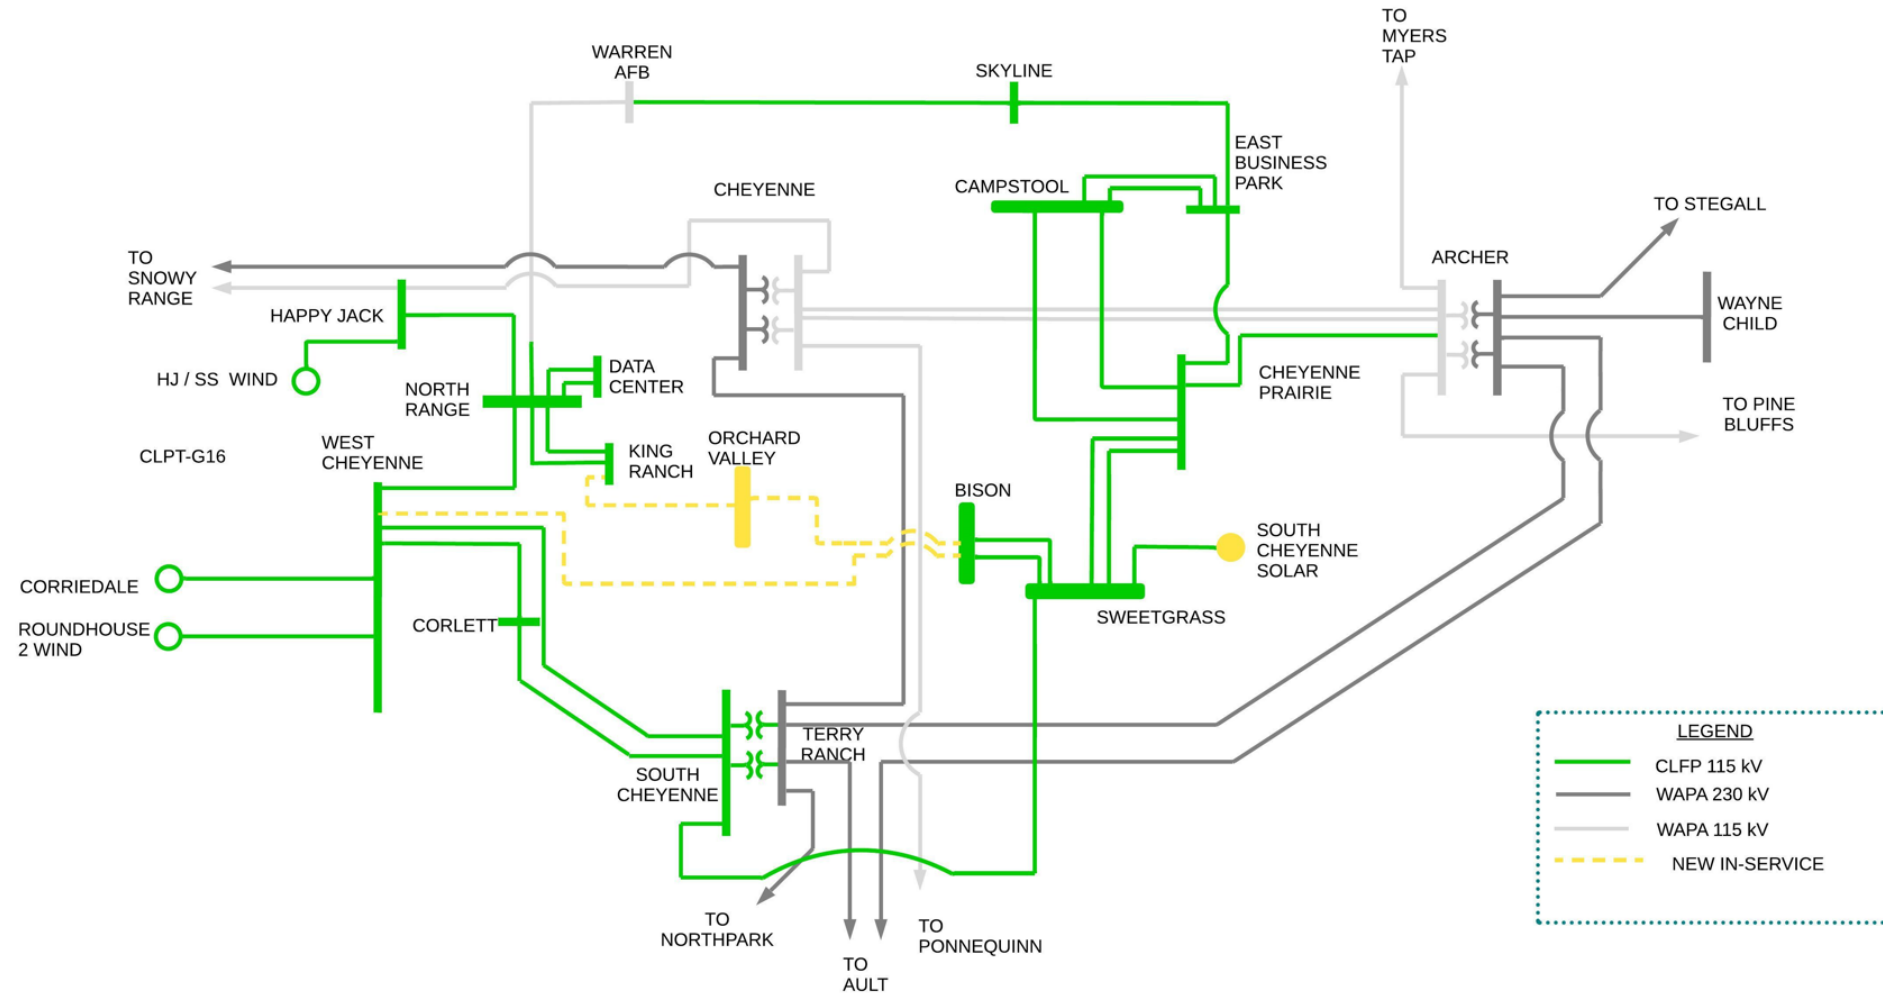 TO
MYERS
TAP
WARREN
AFB
SKYLINE
EAST
BUSINESS
PARK
CHEYENNE
CAMPSTOOL
TO STEGALL
TO
SNOWY
RANGE
ARCHER
HAPPY JACK
WAYNE
CHILD
HJ / SS WIND
DATA
CENTER
NORTH
RANGE
CHEYENNE
PRAIRIE
TO PINE
BLUFFS
CLPT-G16
WEST
CHEYENNE
ORCHARD
VALLEY
KING
RANCH
BISON
SOUTH
CHEYENNE
SOLAR
CORRIEDALE
ROUNDHOUSE
2 WIND
CORLETT
SWEETGRASS
TERRY
RANCH
SOUTH
CHEYENNE
LEGEND
CLFP 115 kV
WAPA 230 kV
WAPA 115 kV
NEW IN-SERVICE
TO
NORTHPARK
TO
AULT
TO
PONNEQUINN